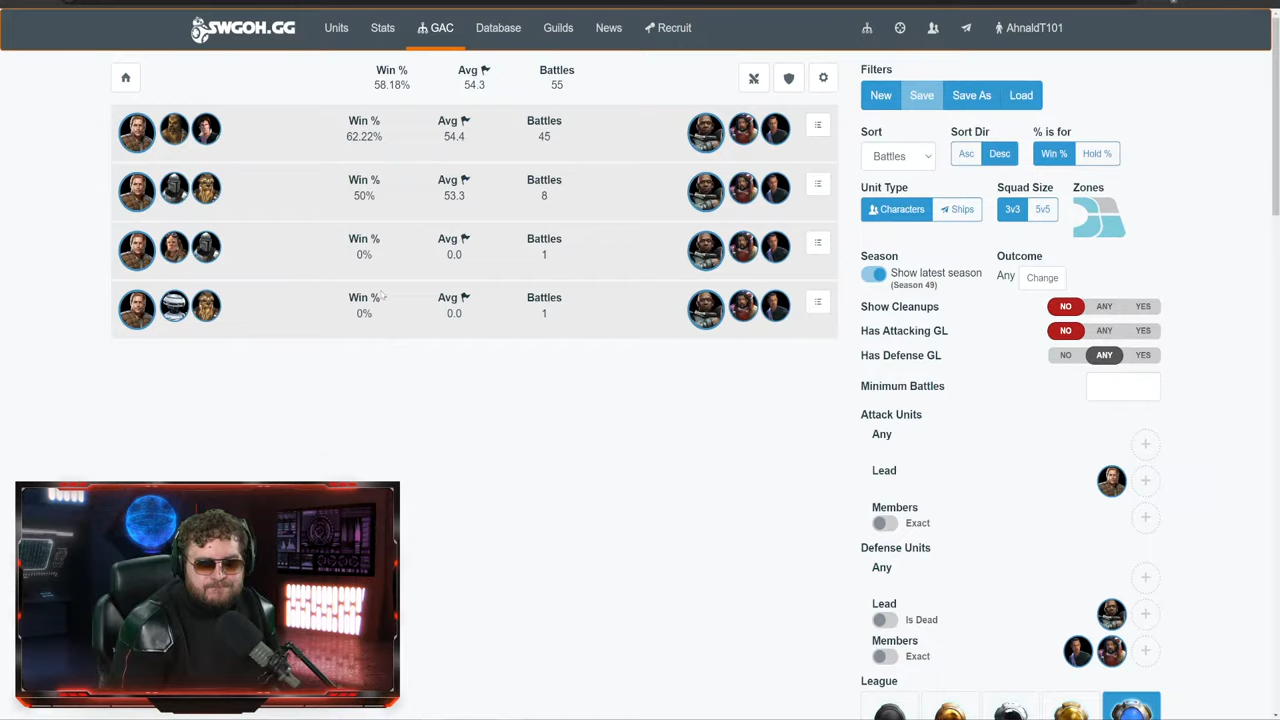 SWGOH.GG
Units
Stats
GAC
Database
Guilds
News
Recruit
AhnaldT101
Win %
58.18%
Avg
54.3
Battles
55
Win %
62.22%
Avg
54.4
Battles
45
Win %
50%
Avg
53.3
Battles
8
Win %
0%
Avg
0.0
Battles
1
Win %
0%
Avg
0.0
Battles
1
Filters
New
Save
Save As
Load
Sort
Battles
Sort Dir
Asc
Desc
% is for
Win %
Hold %
Unit Type
Characters
Ships
Squad Size
3v3
5v5
Zones
Season
Show latest season
(Season 49)
Outcome
Any
Change
Show Cleanups
NO
ANY
YES
Has Attacking GL
NO
ANY
YES
Has Defense GL
NO
ANY
YES
Minimum Battles
Attack Units
Any
Lead
Members
Exact
Defense Units
Any
Lead
Is Dead
Members
Exact
League